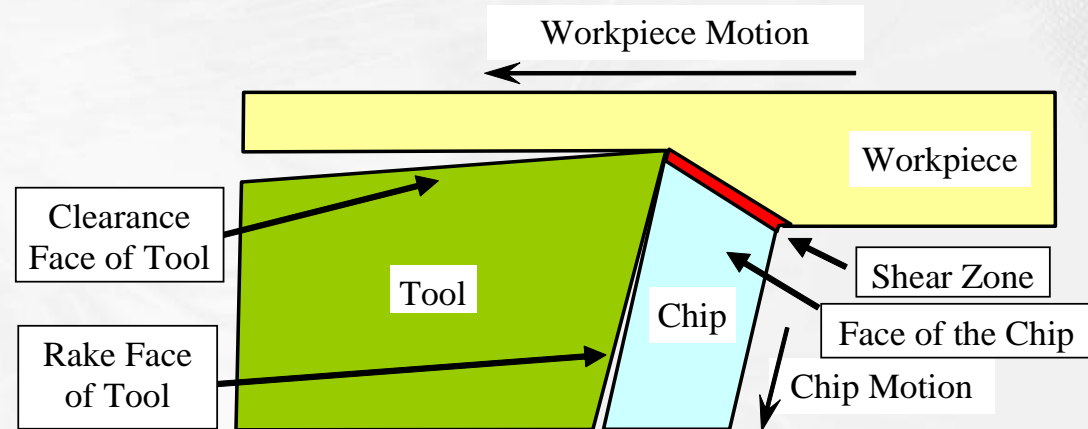 Workpiece Motion
Workpiece
Clearance
Face of Tool
Tool
Shear Zone
Chip
Face of the Chip
Rake Face
of Tool
Chip Motion